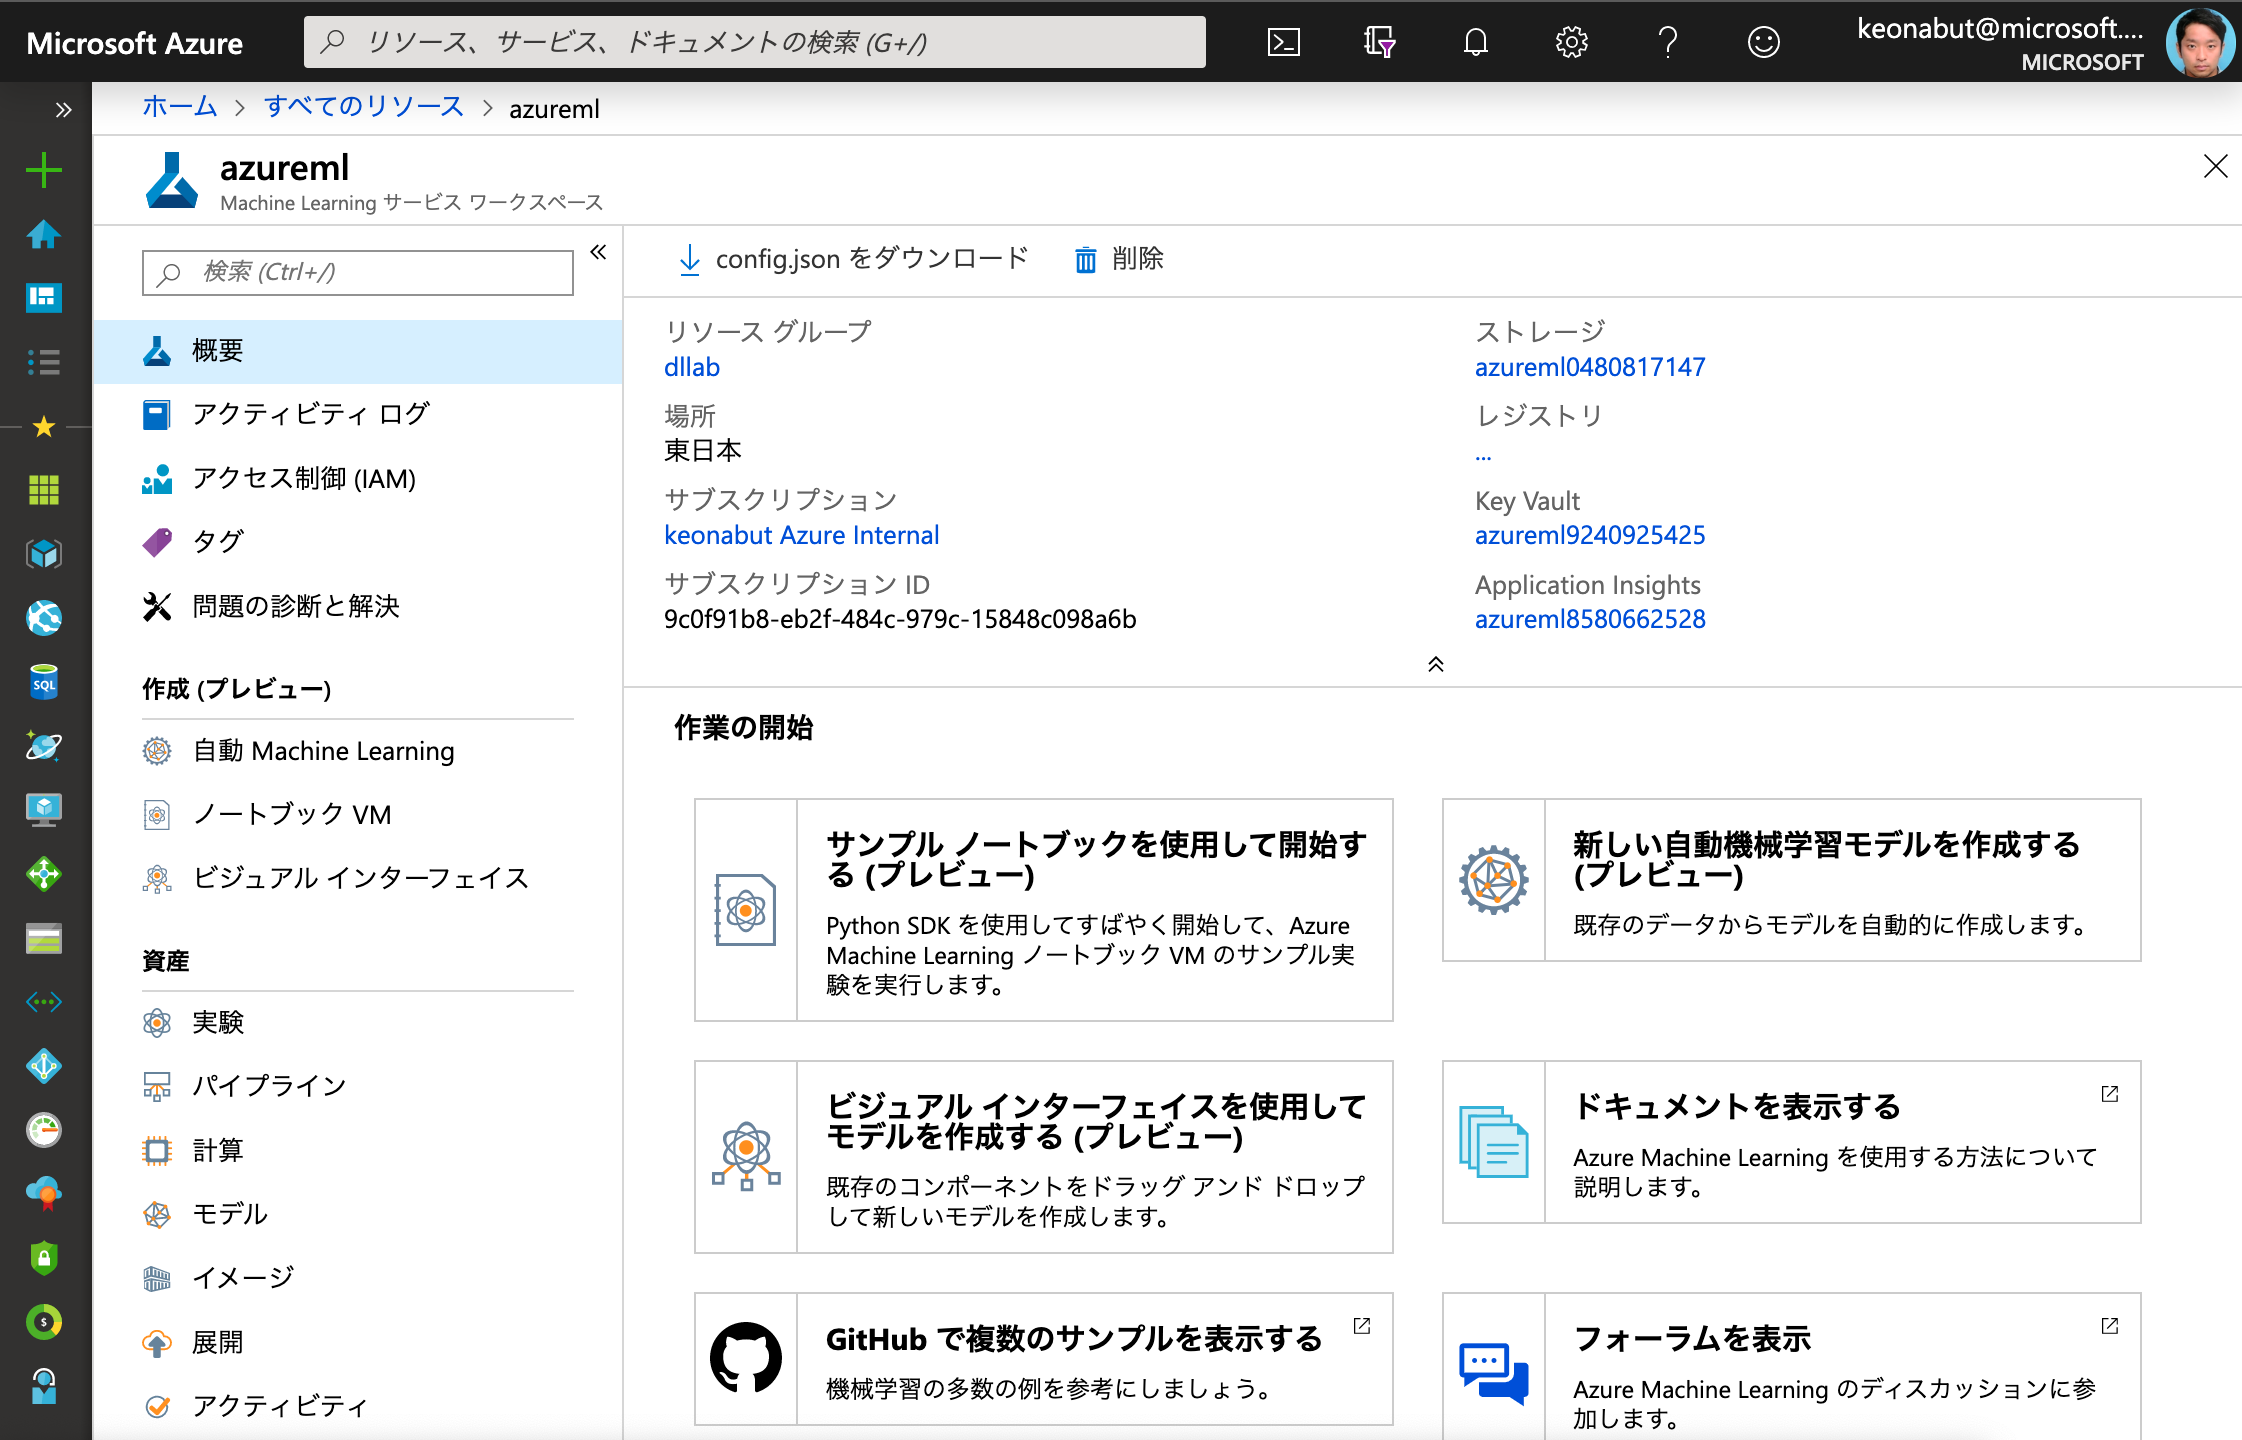 Microsoft Azure
リソース、サービス、ドキュメントの検索 (G+/)
keonabut@microsoft....
MICROSOFT
ホーム > すべてのリソース > azureml
azureml
Machine Learning サービス ワークスペース
検索 (Ctrl+/)
概要
アクティビティ ログ
アクセス制御 (IAM)
タグ
問題の診断と解決
作成 (プレビュー)
自動 Machine Learning
ノートブック VM
ビジュアル インターフェイス
資産
実験
パイプライン
計算
モデル
イメージ
展開
アクティビティ
SQL
config.json をダウンロード
削除
リソース グループ
dllab
場所
東日本
サブスクリプション
keonabut Azure Internal
サブスクリプション ID
9c0f91b8-eb2f-484c-979c-15848c098a6b
ストレージ
azureml0480817147
レジストリ
...
Key Vault
azureml9240925425
Application Insights
azureml8580662528
作業の開始
サンプル ノートブックを使用して開始す
る (プレビュー)
Python SDK を使用してすばやく開始して、Azure
Machine Learning ノートブック VM のサンプル実
験を実行します。
新しい自動機械学習モデルを作成する
(プレビュー)
既存のデータからモデルを自動的に作成します。
ビジュアル インターフェイスを使用して
モデルを作成する (プレビュー)
既存のコンポーネントをドラッグ アンド ドロップ
して新しいモデルを作成します。
ドキュメントを表示する
Azure Machine Learning を使用する方法について
説明します。
GitHub で複数のサンプルを表示する
機械学習の多数の例を参考にしましょう。
フォーラムを表示
Azure Machine Learning のディスカッションに参
加します。